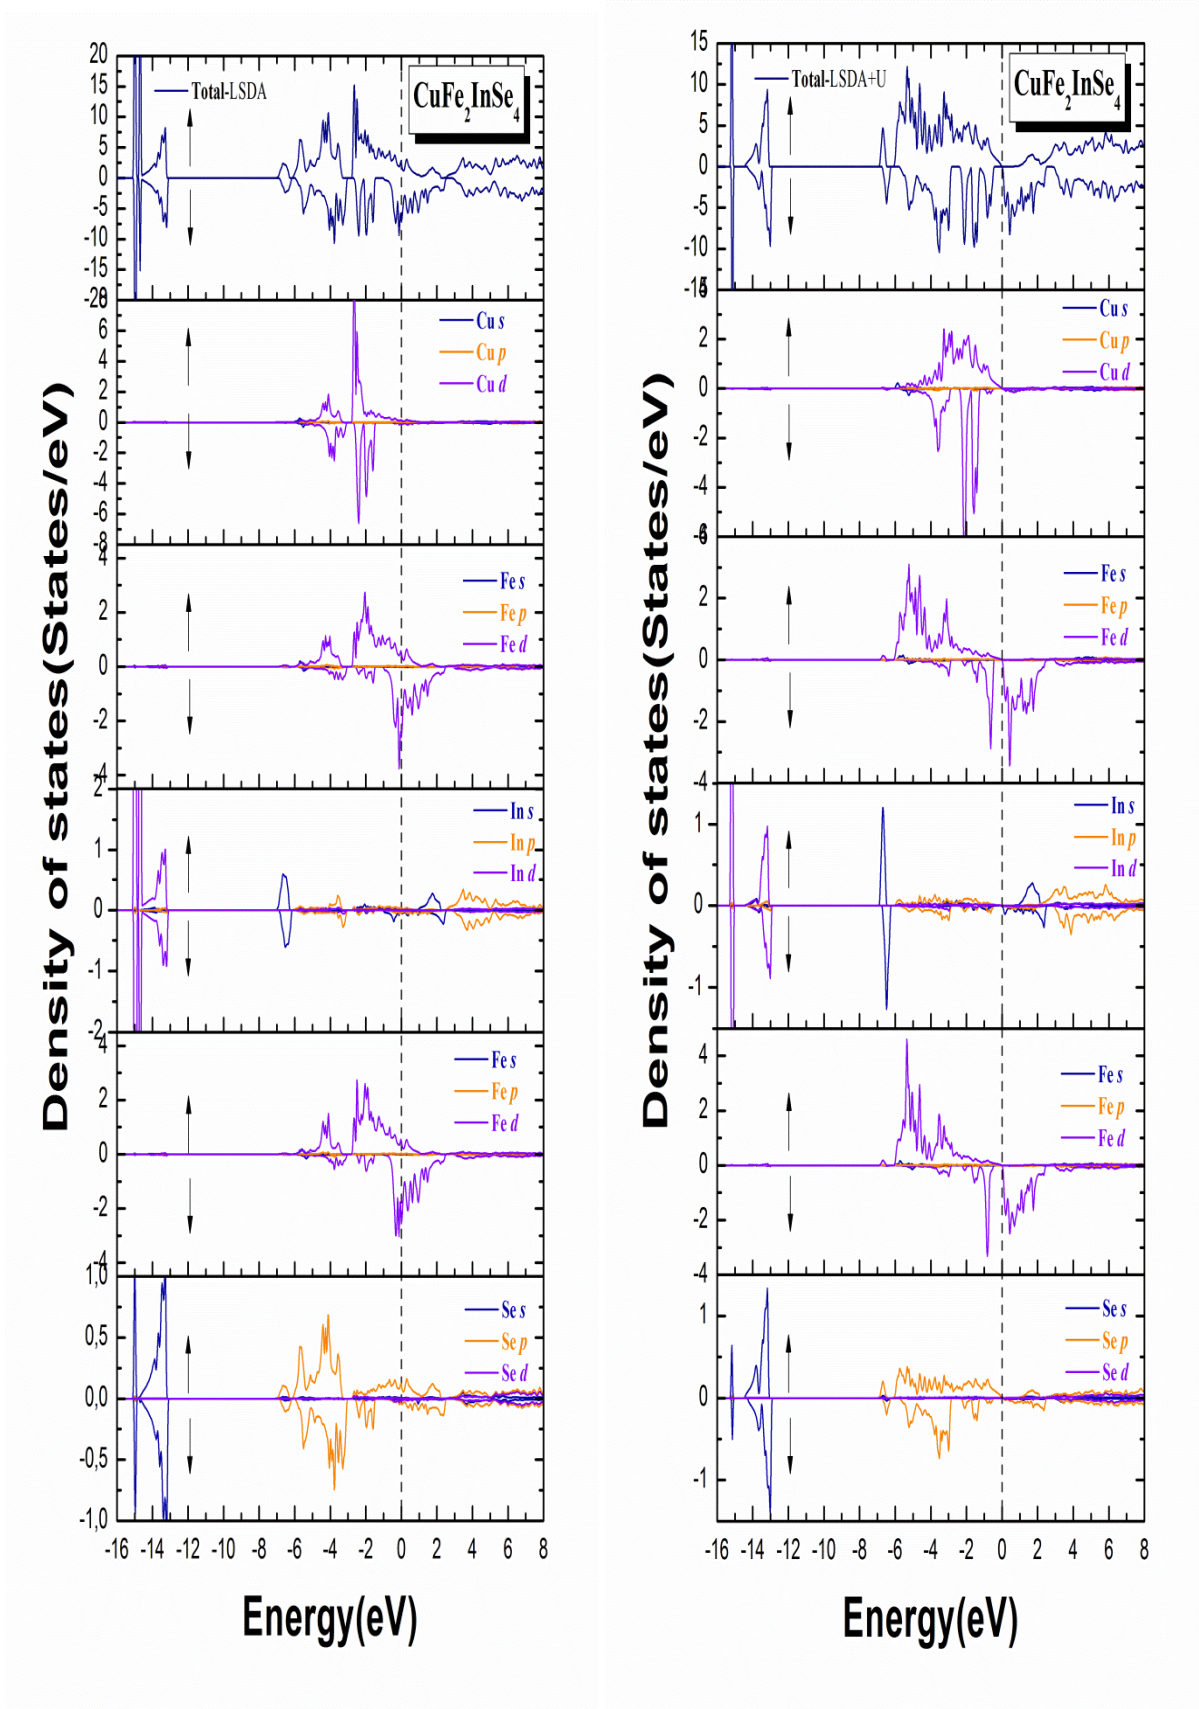 Density of states(States/eV)
20
15
10
5
0
-5
-10
-15
-20
Total-LSDA
CuFe2InSe4
8
6
4
2
0
-2
-4
-6
-8
Cu s
Cu p
Cu d
4
2
0
-2
-4
Fe s
Fe p
Fe d
2
1
0
-1
-2
In s
In p
In d
4
2
0
-2
-4
Fe s
Fe p
Fe d
1,0
0,5
0,0
-0,5
-1,0
Se s
Se p
Se d
-16 -14 -12 -10 -8 -6 -4 -2 0 2 4 6 8
Energy(eV)
Density of states(States/eV)
15
10
5
0
-5
-10
-15
Total-LSDA+U
CuFe2InSe4
2
0
-2
-4
-6
Cu s
Cu p
Cu d
2
0
-2
-4
Fe s
Fe p
Fe d
1
0
-1
In s
In p
In d
4
2
0
-2
-4
Fe s
Fe p
Fe d
1
0
-1
Se s
Se p
Se d
-16 -14 -12 -10 -8 -6 -4 -2 0 2 4 6 8
Energy(eV)